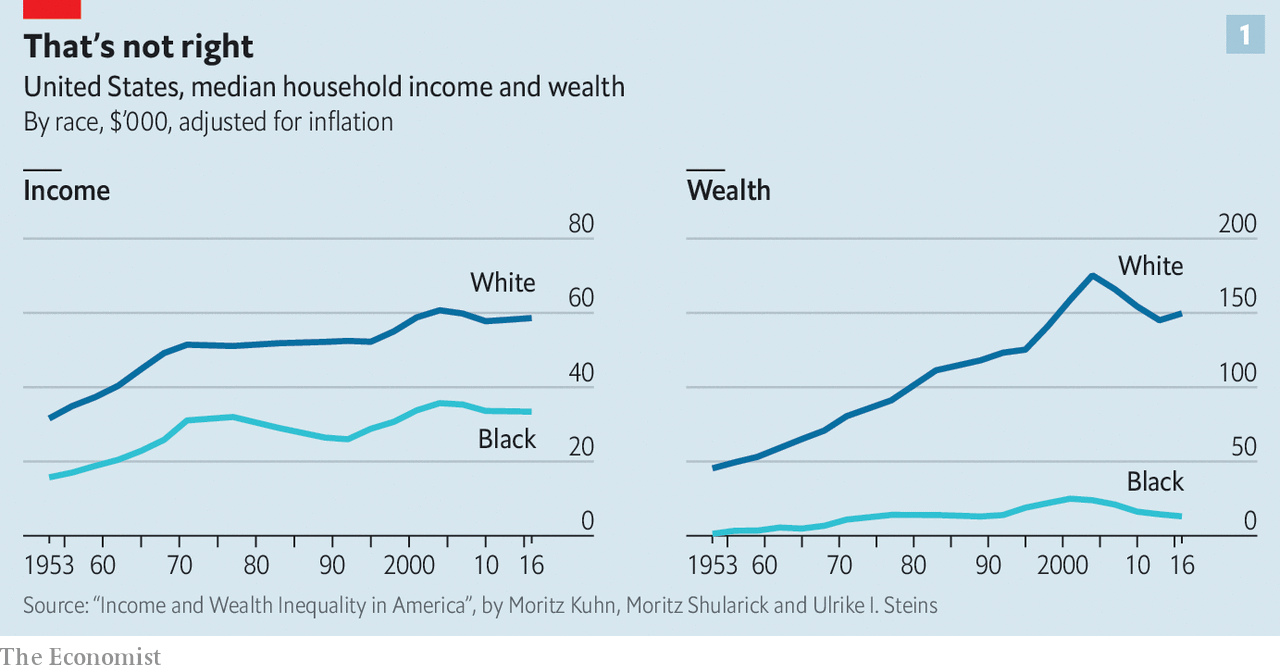 1
That's not right
United States, median household income and wealth
By race, $'000, adjusted for inflation
Income
80
White
60
40
Black
20
0
1953 60 70 80 90 2000 10 16
Wealth
200
White
150
100
50
Black
0
1953 60 70 80 90 2000 10 16
Source: “Income and Wealth Inequality in America”, by Moritz Kuhn, Moritz Shularick and Ulrike I. Steins
The Economist